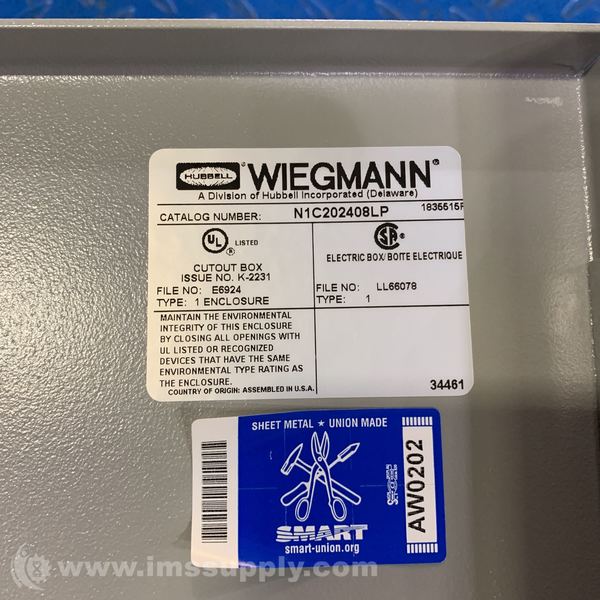 HUBBELL
WIEGMANN®
A Division of Hubbell Incorporated (Delaware)
CATALOG NUMBER: N1C202408LP 1835515F
UL ® LISTED
CUTOUT BOX
ISSUE NO. K-2231
FILE NO: E6924
TYPE: 1 ENCLOSURE
SA ®
ELECTRIC BOX/BOITE ELECTRIQUE
FILE NO: LL66078
TYPE: 1
MAINTAIN THE ENVIRONMENTAL
INTEGRITY OF THIS ENCLOSURE
BY CLOSING ALL OPENINGS WITH
UL LISTED OR RECOGNIZED
DEVICES THAT HAVE THE SAME
ENVIRONMENTAL TYPE RATING AS
THE ENCLOSURE.
COUNTRY OF ORIGIN: ASSEMBLED IN U.S.A.
34461
SHEET METAL ★ UNION MADE
SMART
smart-union.org
AW0202
© www.imssupply.com